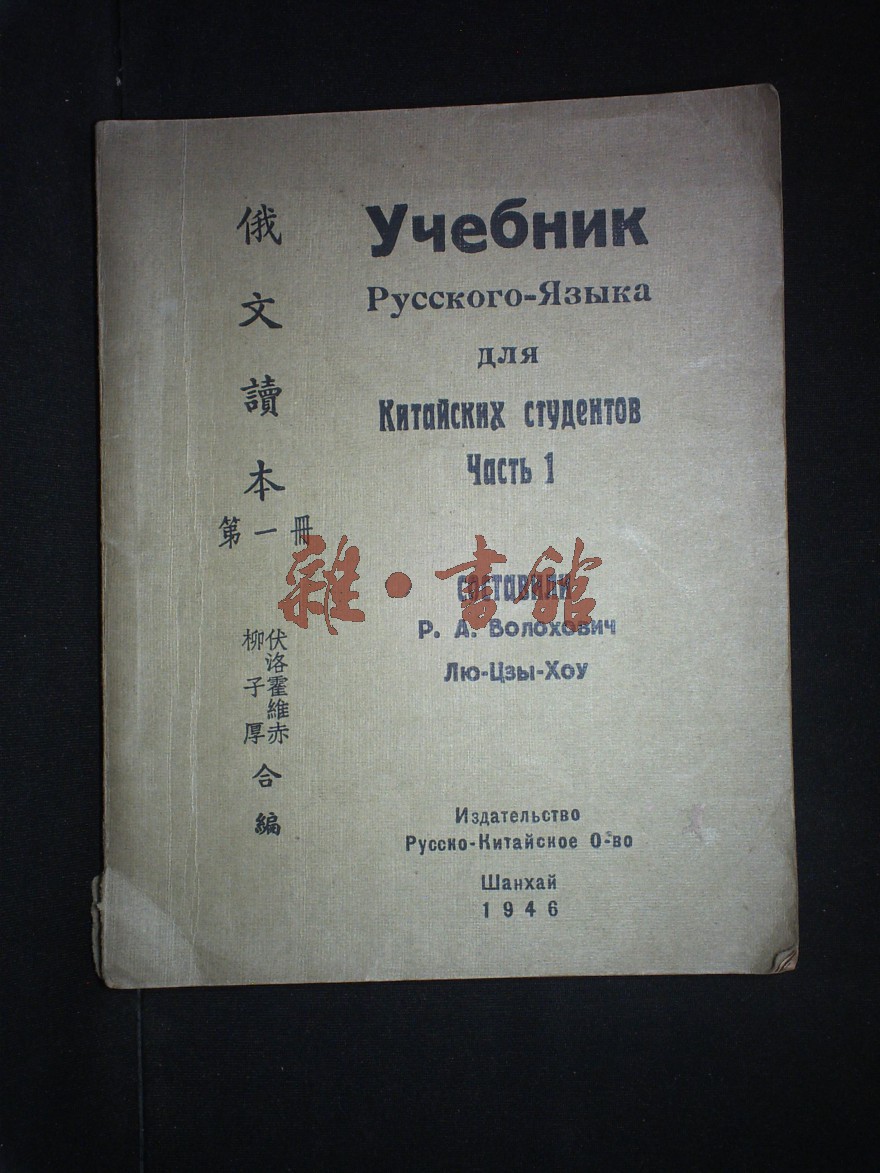 俄文讀本
第一冊
伏洛霍維赤
柳子厚
合編
Учебник
Русского-Языка
для
Китайских студентов
Часть 1
составили
Р. А. Волохович
Лю-Цзы-Хоу
Издательство
Русско-Китайское О-во
Шанхай
1946
雜·書館